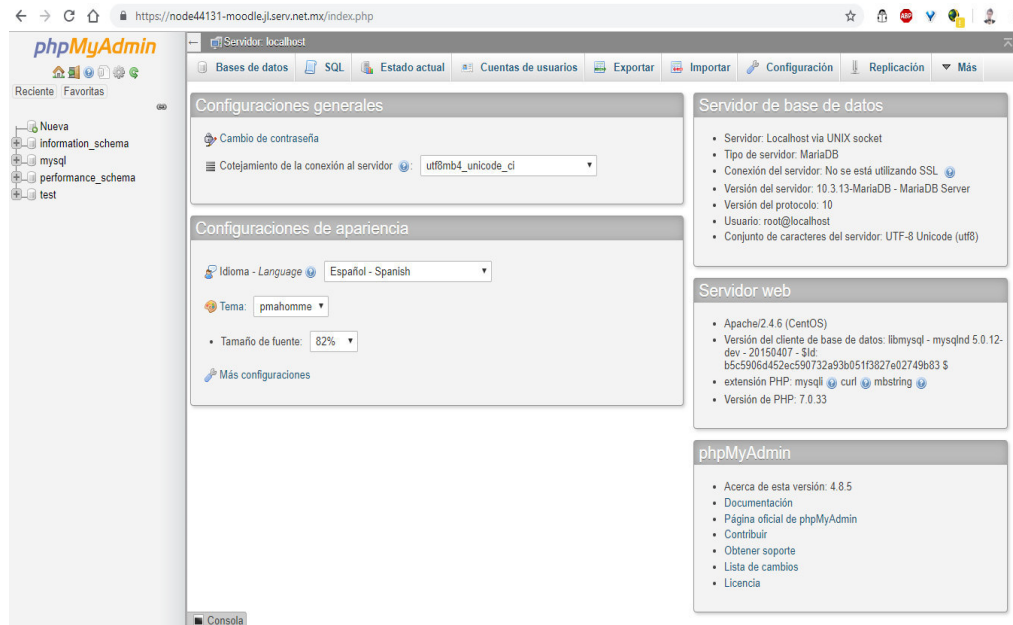 https://node44131-moodle.jl.serv.net.mx/index.php
phpMyAdmin
Reciente Favoritas
Nueva
information_schema
mysql
performance_schema
test
Servidor: localhost
Bases de datos SQL Estado actual Cuentas de usuarios Exportar Importar Configuración Replicación Más
Configuraciones generales
Cambio de contraseña
Cotejamiento de la conexión al servidor : utf8mb4_unicode_ci
Configuraciones de apariencia
Idioma - Language Español - Spanish
Tema: pmahomme
Tamaño de fuente: 82%
Más configuraciones
Servidor de base de datos
Servidor: Localhost via UNIX socket
Tipo de servidor: MariaDB
Conexión del servidor: No se está utilizando SSL
Versión del servidor: 10.3.13-MariaDB - MariaDB Server
Versión del protocolo: 10
Usuario: root@localhost
Conjunto de caracteres del servidor: UTF-8 Unicode (utf8)
Servidor web
Apache/2.4.6 (CentOS)
Versión del cliente de base de datos: libmysql - mysqlnd 5.0.12-
dev - 20150407 - $Id:
b5c5906d452ec590732a93b051f3827e02749b83 $
extensión PHP: mysqli curl mbstring
Versión de PHP: 7.0.33
phpMyAdmin
Acerca de esta versión: 4.8.5
Documentación
Página oficial de phpMyAdmin
Contribuir
Obtener soporte
Lista de cambios
Licencia
Consola